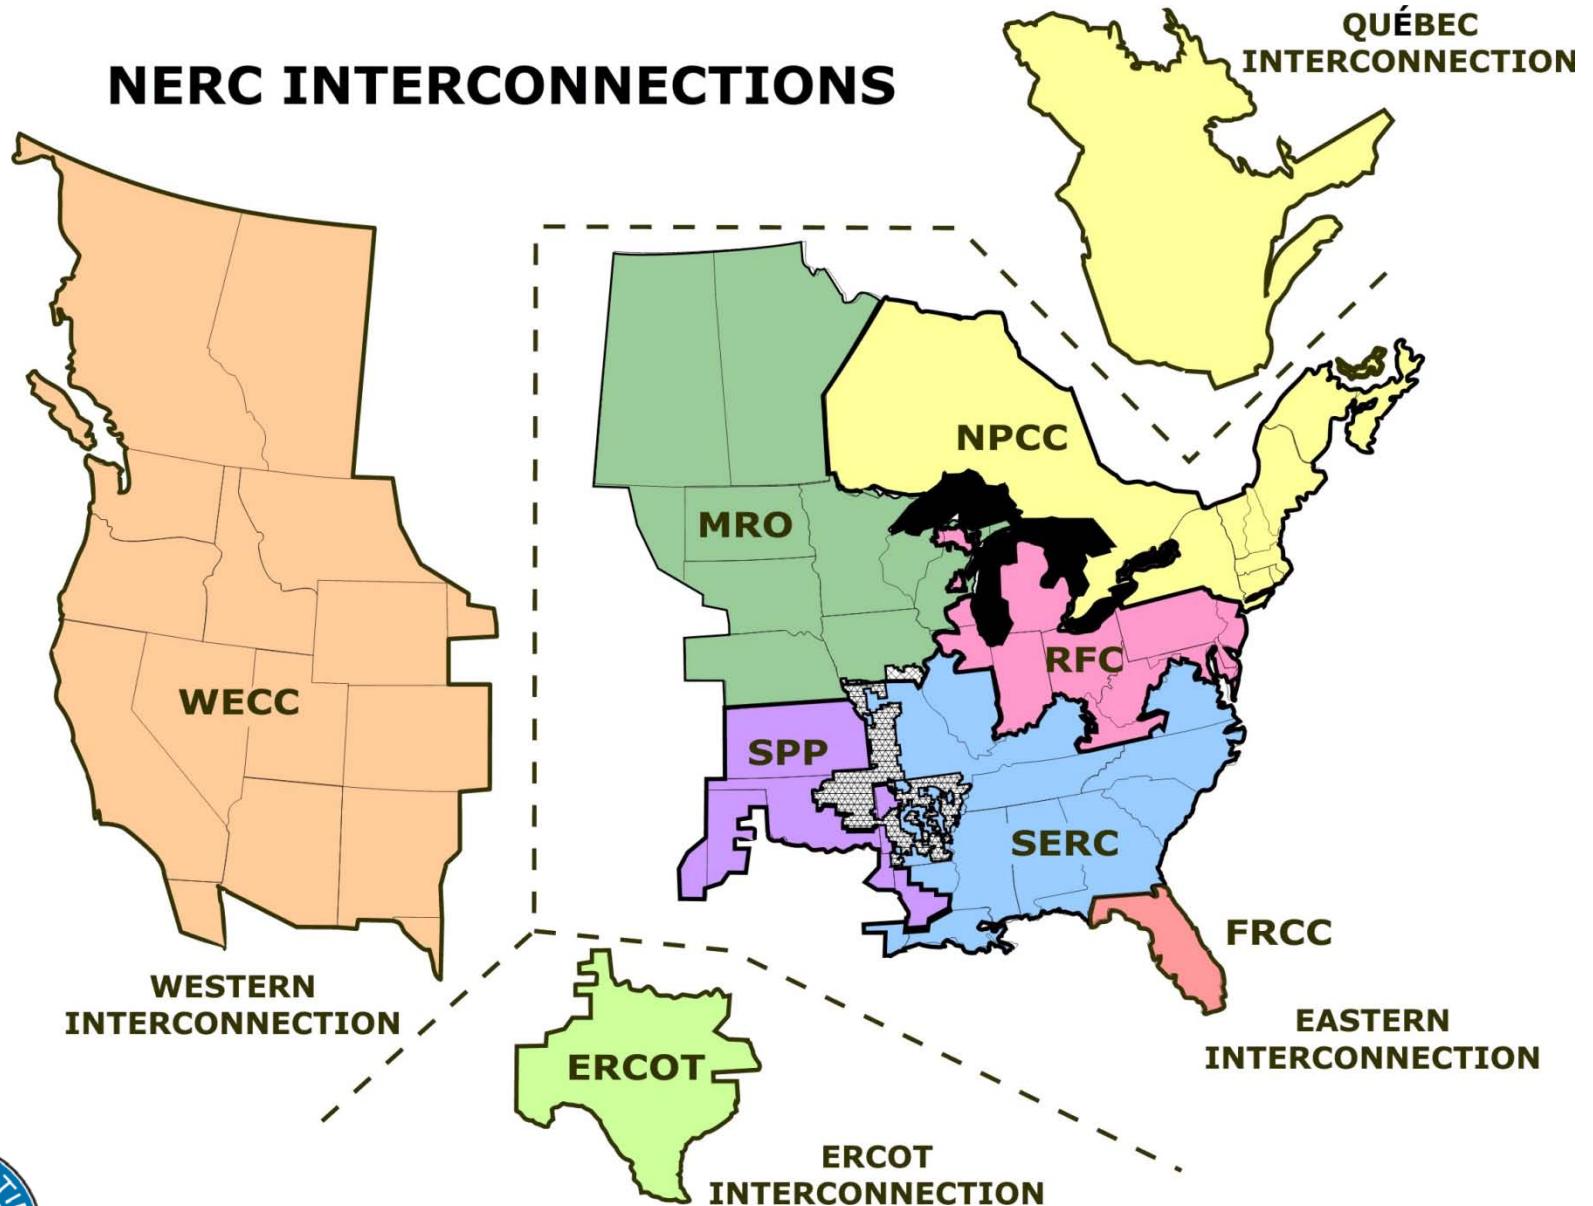 QUÉBEC
INTERCONNECTION
NERC INTERCONNECTIONS
NPCC
MRO
RFC
WECC
SPP
SERC
FRCC
WESTERN
INTERCONNECTION
EASTERN
INTERCONNECTION
ERCOT
ERCOT
INTERCONNECTION